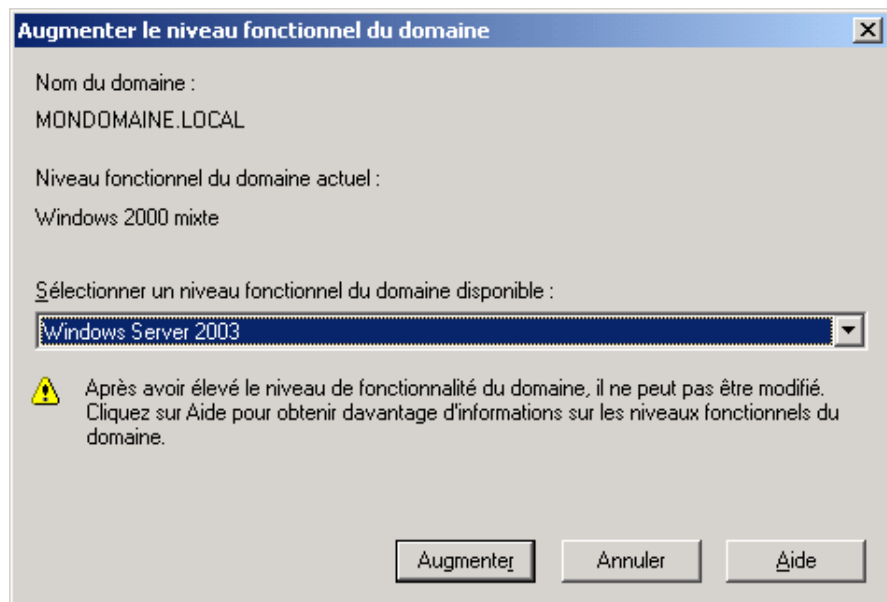 Augmenter le niveau fonctionnel du domaine
Nom du domaine :
MONDOMAINE.LOCAL
Niveau fonctionnel du domaine actuel :
Windows 2000 mixte
Sélectionner un niveau fonctionnel du domaine disponible :
Windows Server 2003
Après avoir élevé le niveau de fonctionnalité du domaine, il ne peut pas être modifié.
Cliquez sur Aide pour obtenir davantage d'informations sur les niveaux fonctionnels du
domaine.
Augmenter
Annuler
Aide